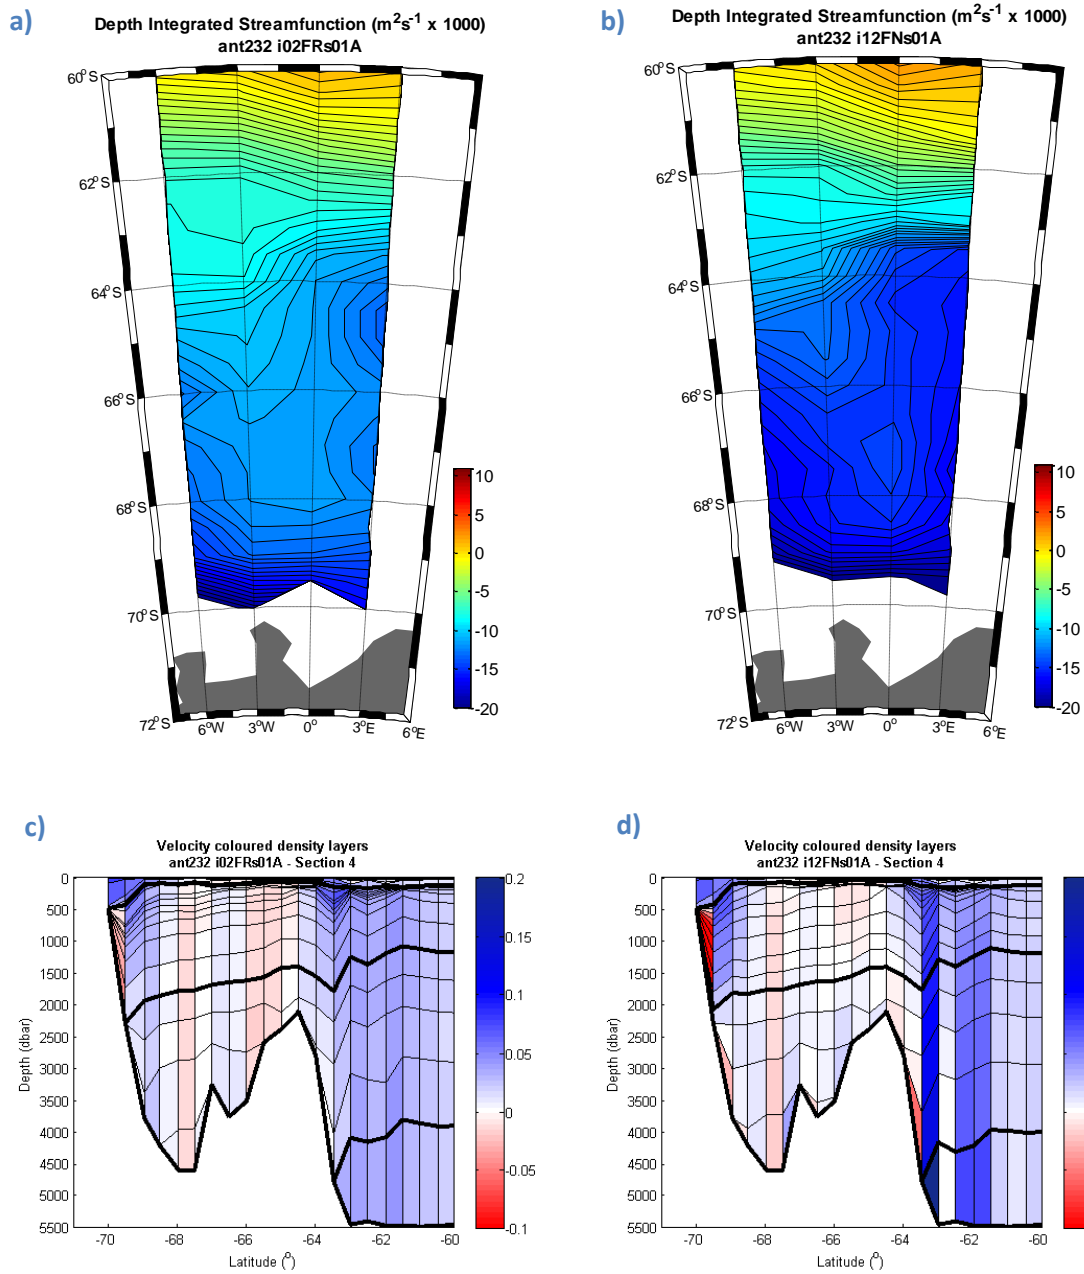 a)
Depth Integrated Streamfunction (m²s⁻¹ x 1000)
ant232 i02FRs01A
60°S
62°S
64°S
66°S
68°S
70°S
72°S
6°W
3°W
0°
3°E
6°E
10
5
0
-5
-10
-15
-20
b)
Depth Integrated Streamfunction (m²s⁻¹ x 1000)
ant232 i12FNs01A
60°S
62°S
64°S
66°S
68°S
70°S
72°S
6°W
3°W
0°
3°E
6°E
10
5
0
-5
-10
-15
-20
c)
Velocity coloured density layers
ant232 i02FRs01A - Section 4
Depth (dbar)
0
500
1000
1500
2000
2500
3000
3500
4000
4500
5000
5500
-70
-68
-66
-64
-62
-60
Latitude (°)
0.2
0.15
0.1
0.05
0
-0.05
-0.1
d)
Velocity coloured density layers
ant232 i12FNs01A - Section 4
Depth (dbar)
0
500
1000
1500
2000
2500
3000
3500
4000
4500
5000
5500
-70
-68
-66
-64
-62
-60
Latitude (°)